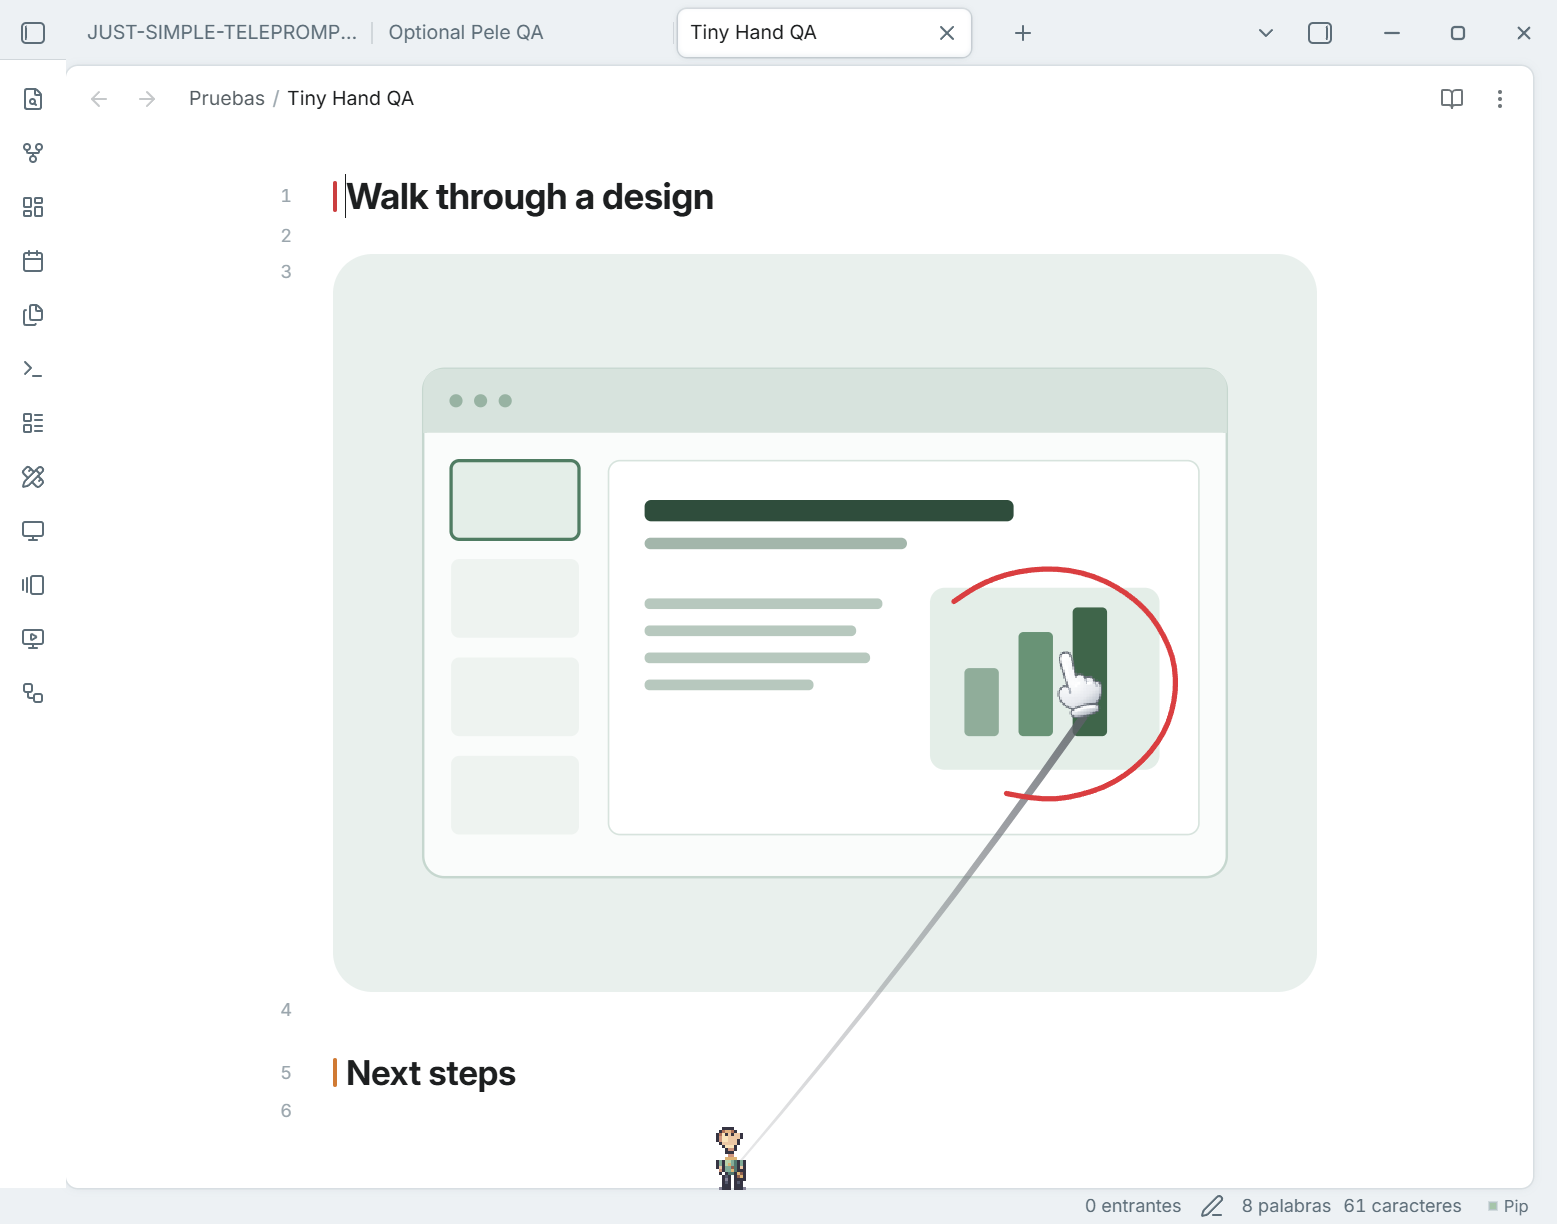 JUST-SIMPLE-TELEPROMP... Optional Pele QA Tiny Hand QA
Pruebas / Tiny Hand QA
1 Walk through a design
2
3
4
5 Next steps
6
0 entrantes 8 palabras 61 caracteres Pip